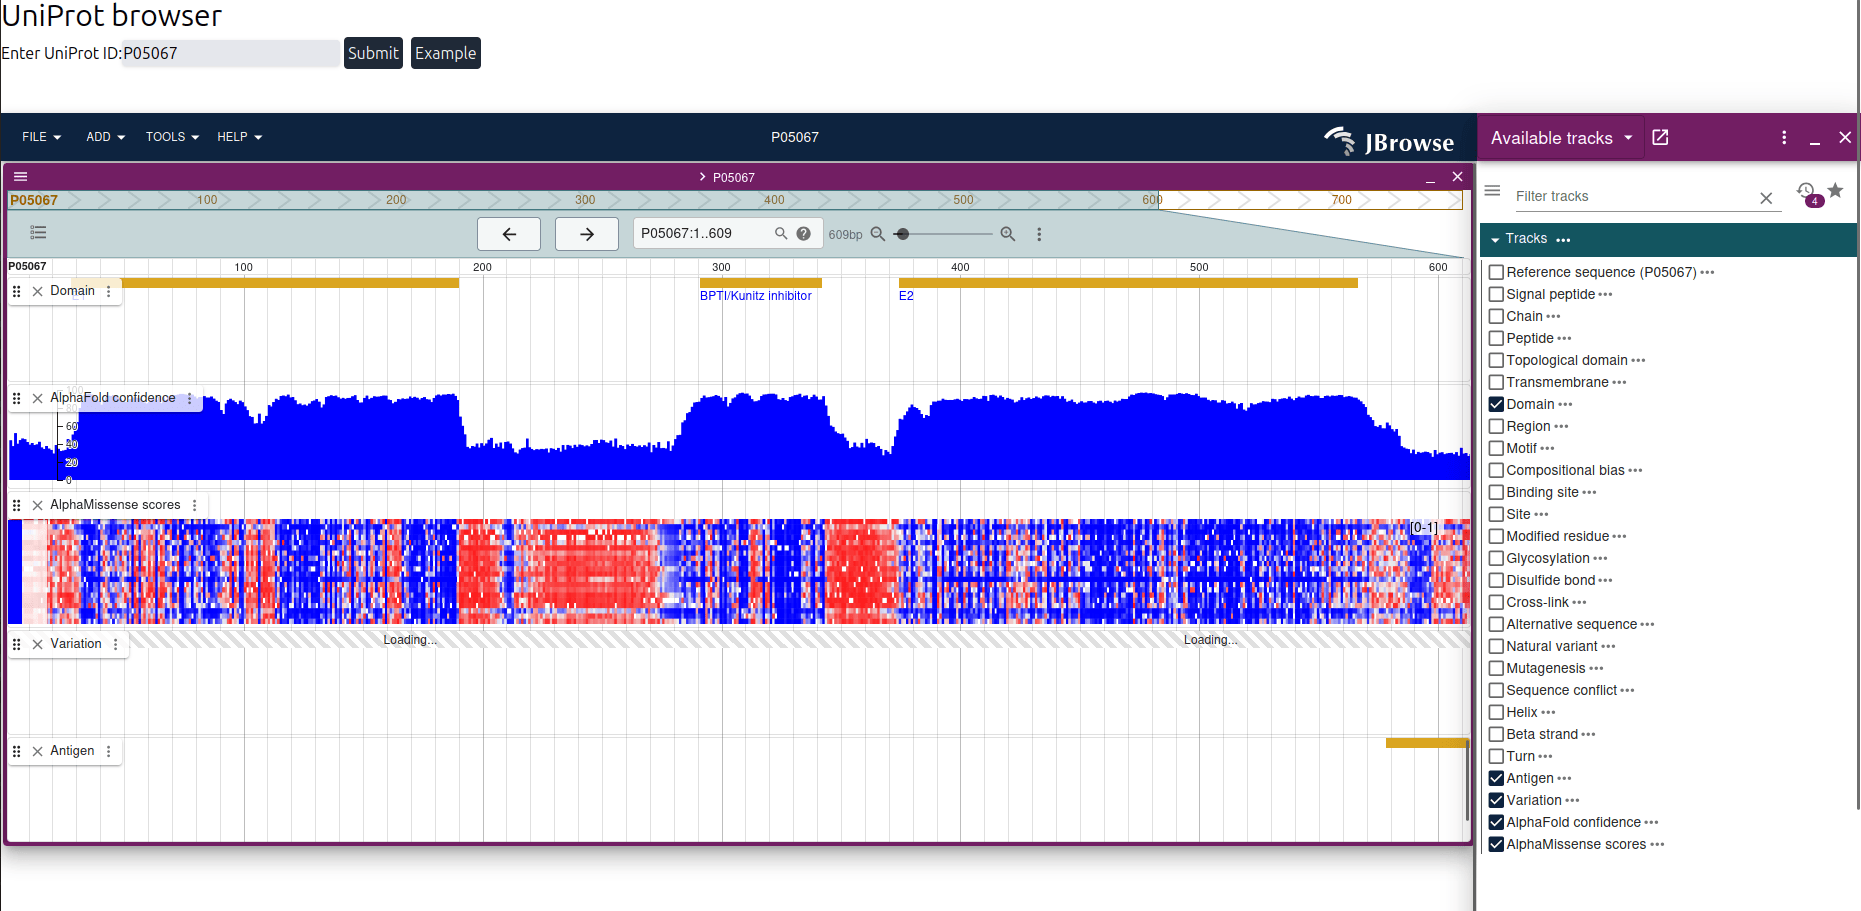 UniProt browser
Enter UniProt ID: P05067 Submit Example
FILE ADD TOOLS HELP P05067 JBrowse Available tracks
P05067
P05067 100 200 300 400 500 600 700
Filter tracks 4
P05067:1..609 609bp
Tracks
P05067 100 200 300 400 500 600
Domain
BPTI/Kunitz inhibitor E2
AlphaFold confidence
100
80
60
40
20
0
AlphaMissense scores
[0-1]
Variation Loading... Loading...
Antigen
Reference sequence (P05067)
Signal peptide
Chain
Peptide
Topological domain
Transmembrane
Domain
Region
Motif
Compositional bias
Binding site
Site
Modified residue
Glycosylation
Disulfide bond
Cross-link
Alternative sequence
Natural variant
Mutagenesis
Sequence conflict
Helix
Beta strand
Turn
Antigen
Variation
AlphaFold confidence
AlphaMissense scores